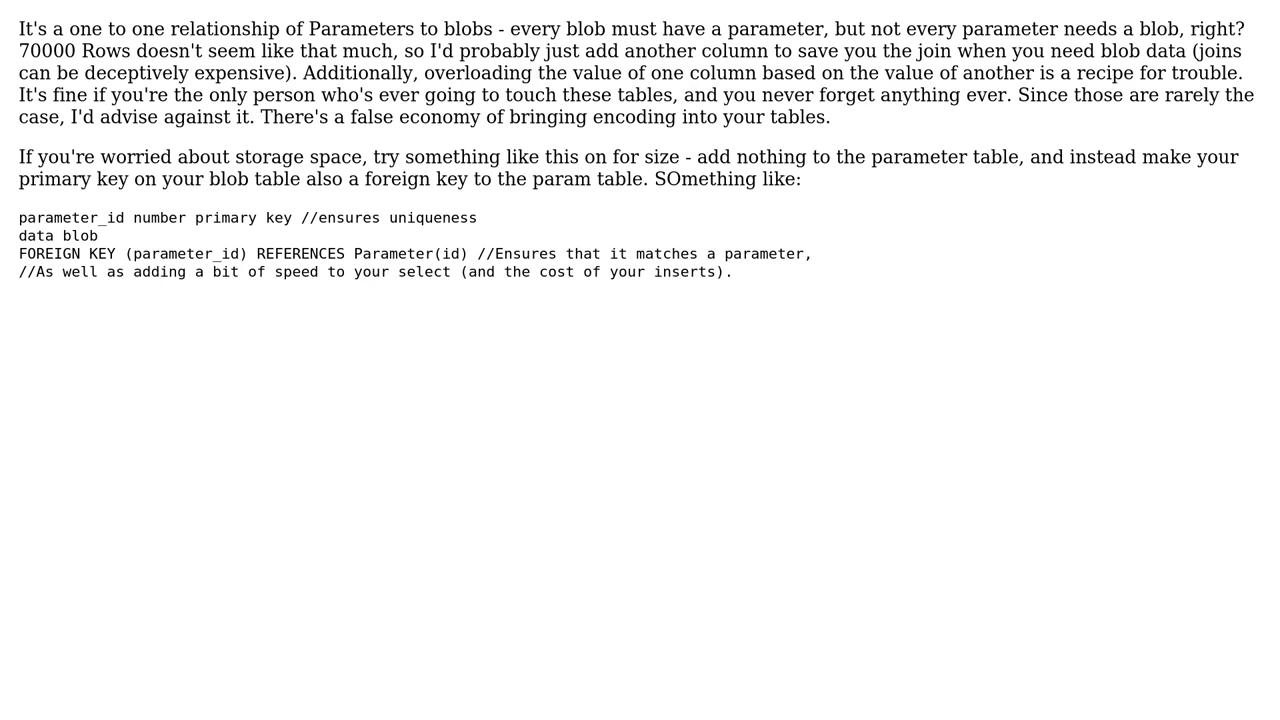 It's a one to one relationship of Parameters to blobs - every blob must have a parameter, but not every parameter needs a blob, right?
70000 Rows doesn't seem like that much, so I'd probably just add another column to save you the join when you need blob data (joins
can be deceptively expensive). Additionally, overloading the value of one column based on the value of another is a recipe for trouble.
It's fine if you're the only person who's ever going to touch these tables, and you never forget anything ever. Since those are rarely the
case, I'd advise against it. There's a false economy of bringing encoding into your tables.
If you're worried about storage space, try something like this on for size - add nothing to the parameter table, and instead make your
primary key on your blob table also a foreign key to the param table. SOmething like:
parameter_id number primary key //ensures uniqueness
data blob
FOREIGN KEY (parameter_id) REFERENCES Parameter(id) //Ensures that it matches a parameter,
//As well as adding a bit of speed to your select (and the cost of your inserts).